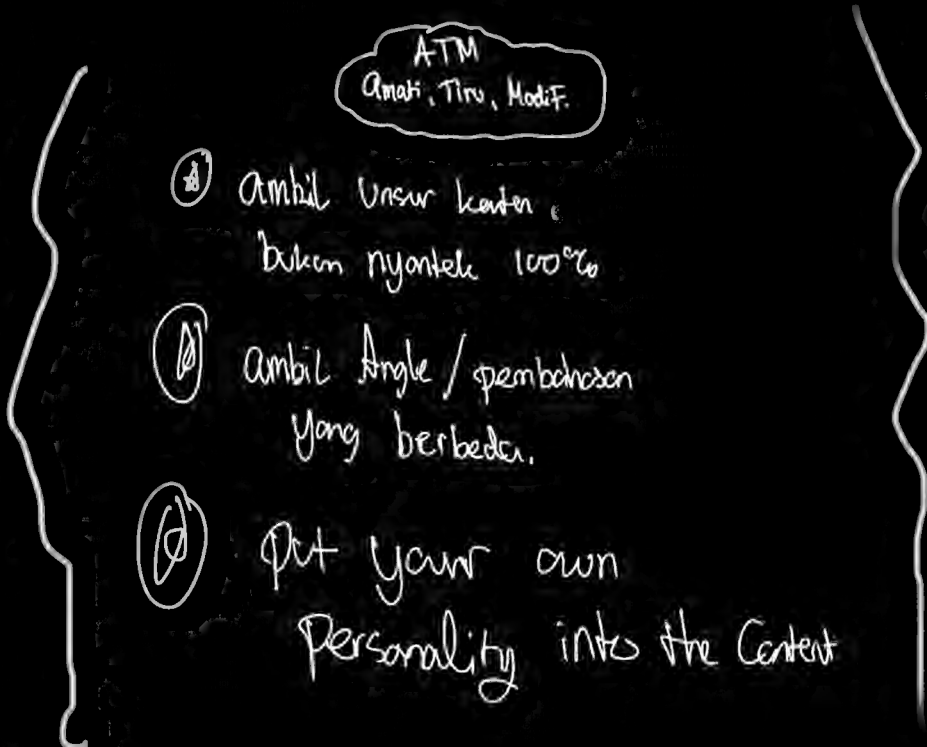 ATM
Amati, Tiru, Modif.
ambil Unsur konten,
bukan nyontek 100%
ambil Angle / pembahasan
yang berbeda.
Put your own
Personality into the Content